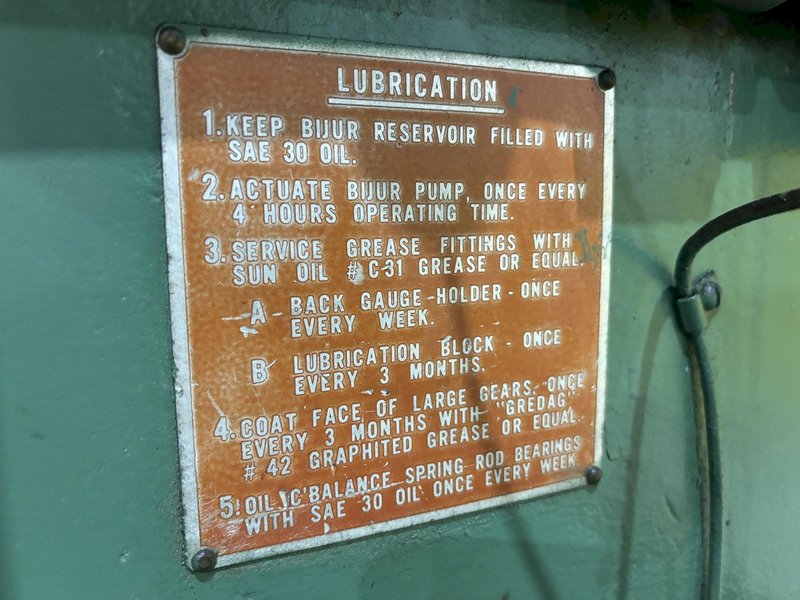 LUBRICATION
1. KEEP BIJUR RESERVOIR FILLED WITH
SAE 30 OIL.
2. ACTUATE BIJUR PUMP, ONCE EVERY
4 HOURS OPERATING TIME.
3. SERVICE GREASE FITTINGS WITH
SUN OIL # C-31 GREASE OR EQUAL.
A - BACK GAUGE-HOLDER - ONCE
EVERY WEEK.
B LUBRICATION BLOCK - ONCE
EVERY 3 MONTHS.
4. COAT FACE OF LARGE GEARS, ONCE
EVERY 3 MONTHS WITH "GREDAG"
# 42 GRAPHITED GREASE OR EQUAL.
5. OIL C'BALANCE SPRING ROD BEARINGS
WITH SAE 30 OIL ONCE EVERY WEEK.